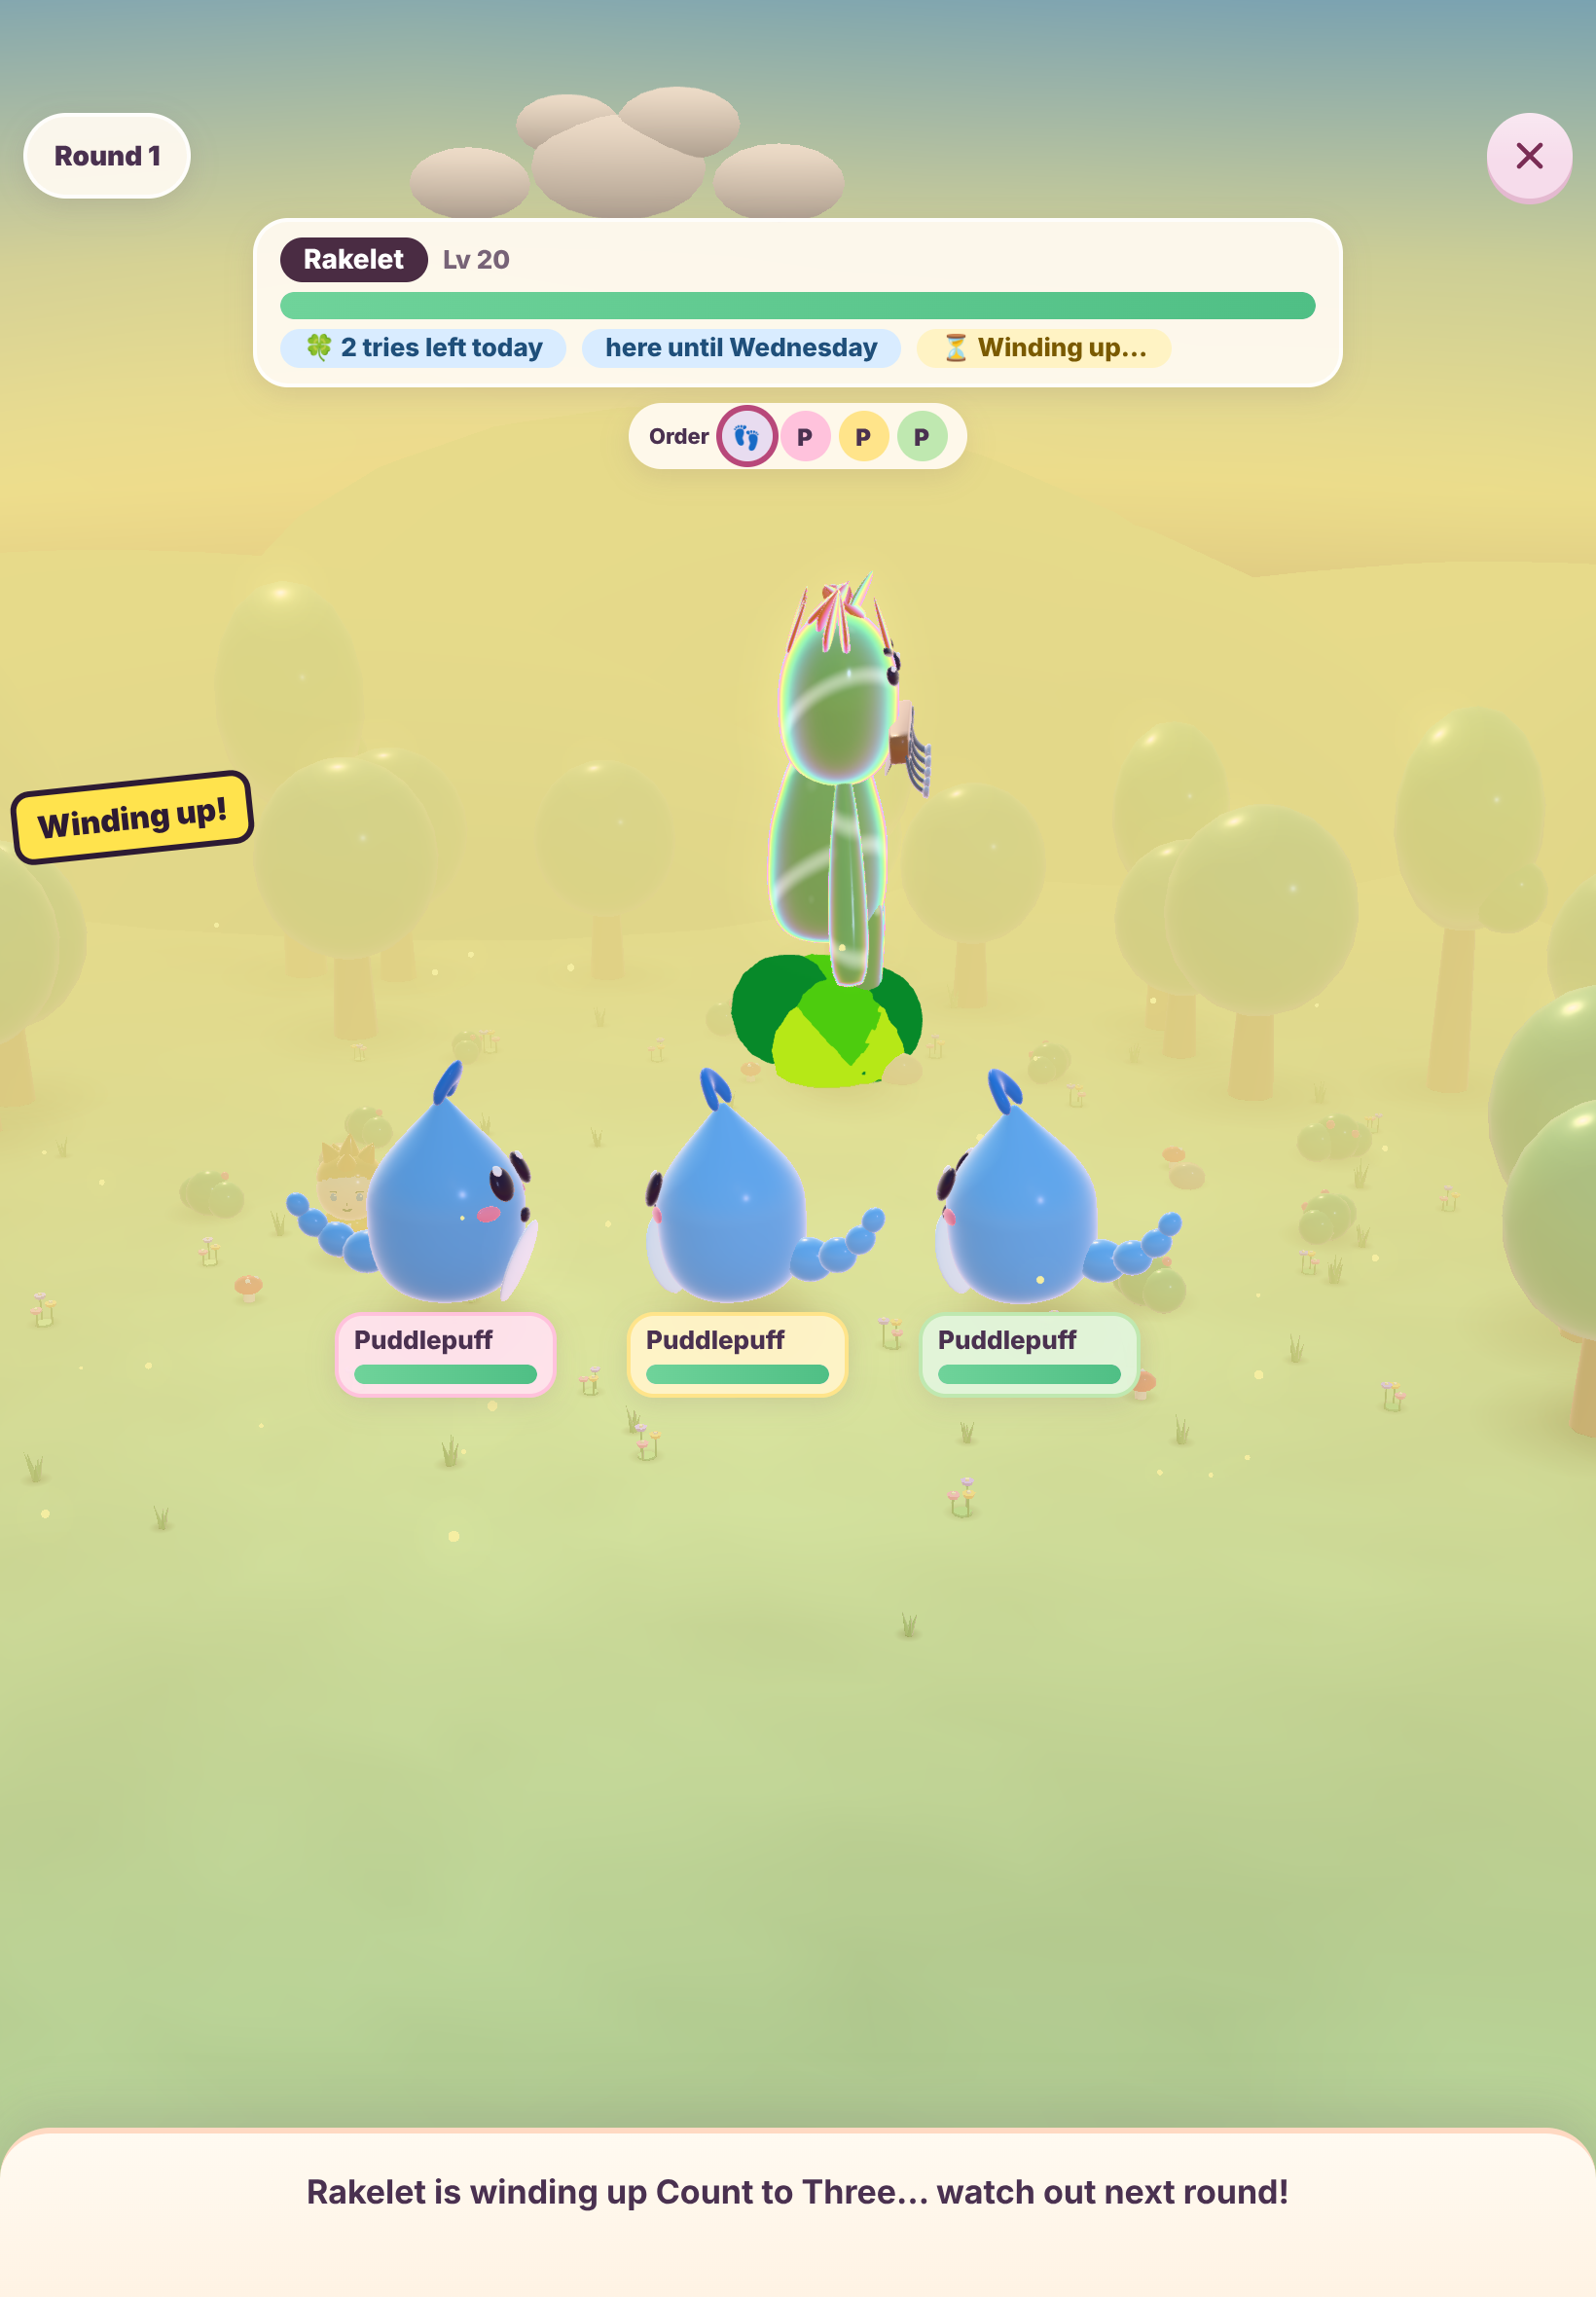 Round 1
Rakelet Lv 20
🍀 2 tries left today here until Wednesday ⏳ Winding up...
Order 👣 P P P
Winding up!
Puddlepuff Puddlepuff Puddlepuff
Rakelet is winding up Count to Three... watch out next round!